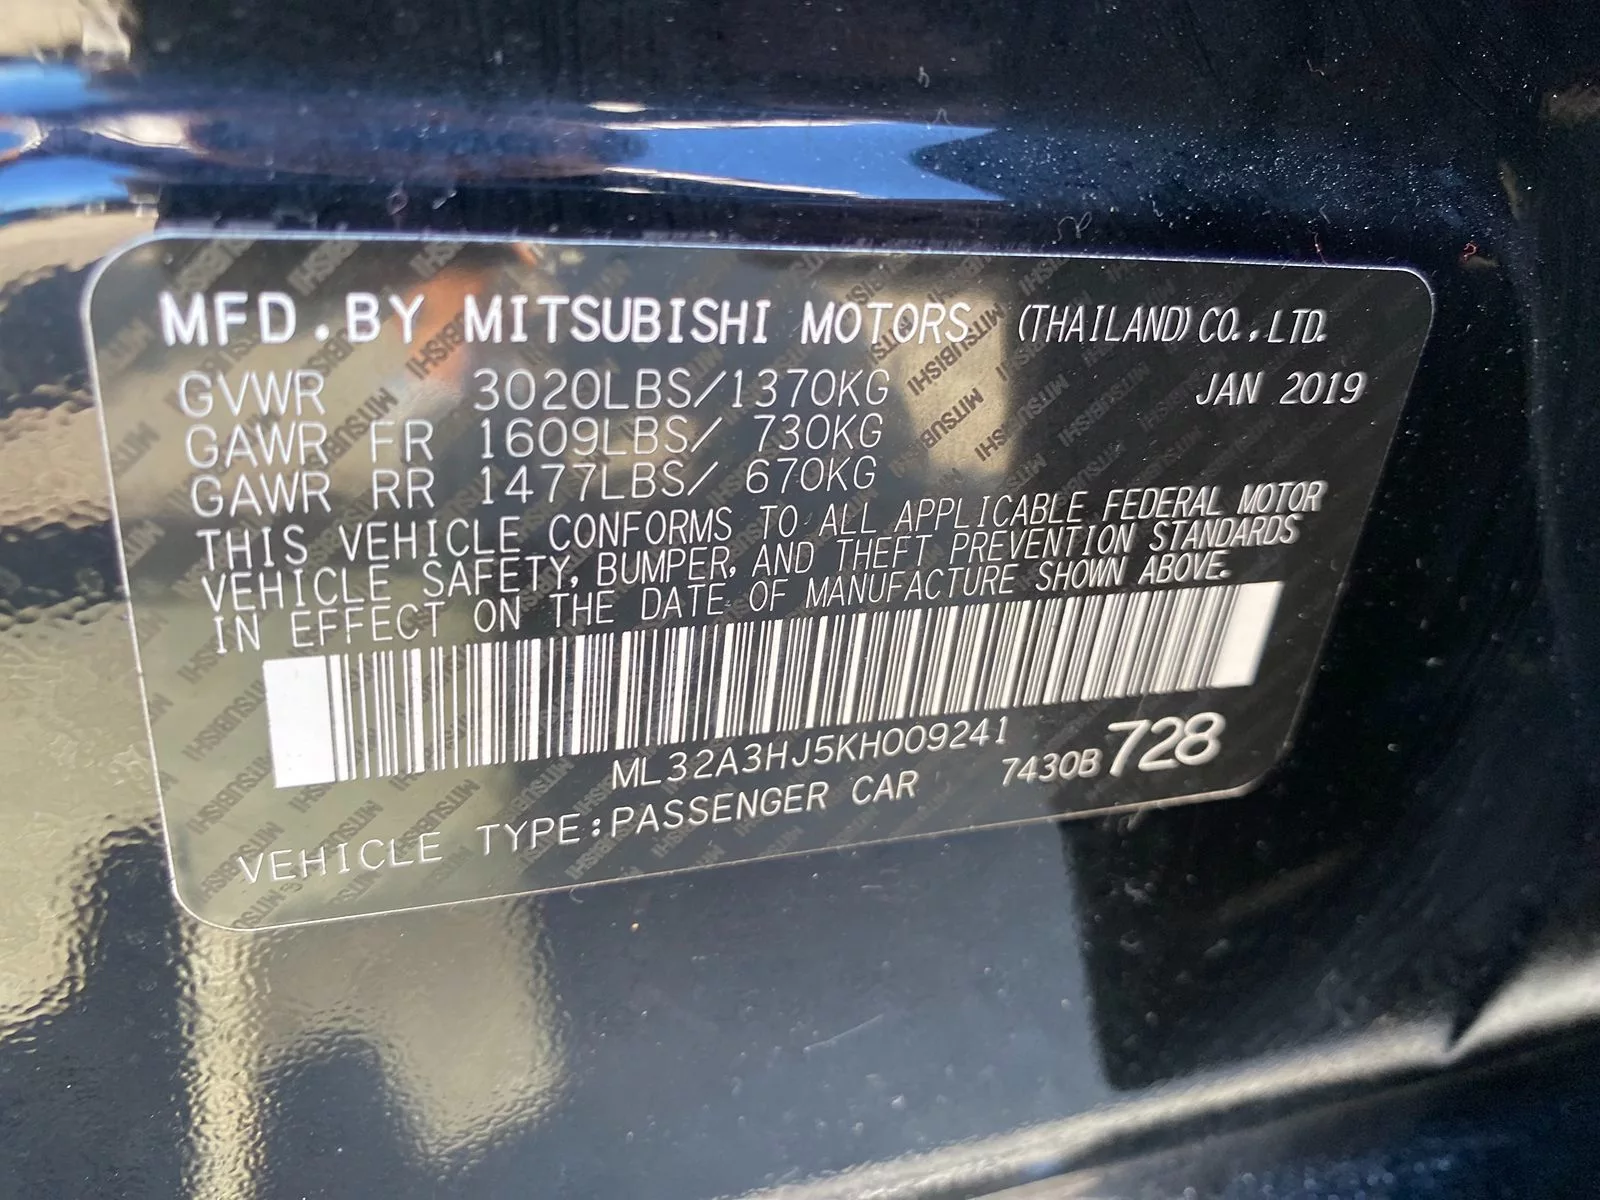 MFD.BY MITSUBISHI MOTORS (THAILAND)CO.,LTD.
GVWR 3020LBS/1370KG JAN 2019
GAWR FR 1609LBS/ 730KG
GAWR RR 1477LBS/ 670KG
THIS VEHICLE CONFORMS TO ALL APPLICABLE FEDERAL MOTOR
VEHICLE SAFETY, BUMPER, AND THEFT PREVENTION STANDARDS
IN EFFECT ON THE DATE OF MANUFACTURE SHOWN ABOVE.
ML32A3HJ5KH009241
7430B728
VEHICLE TYPE:PASSENGER CAR